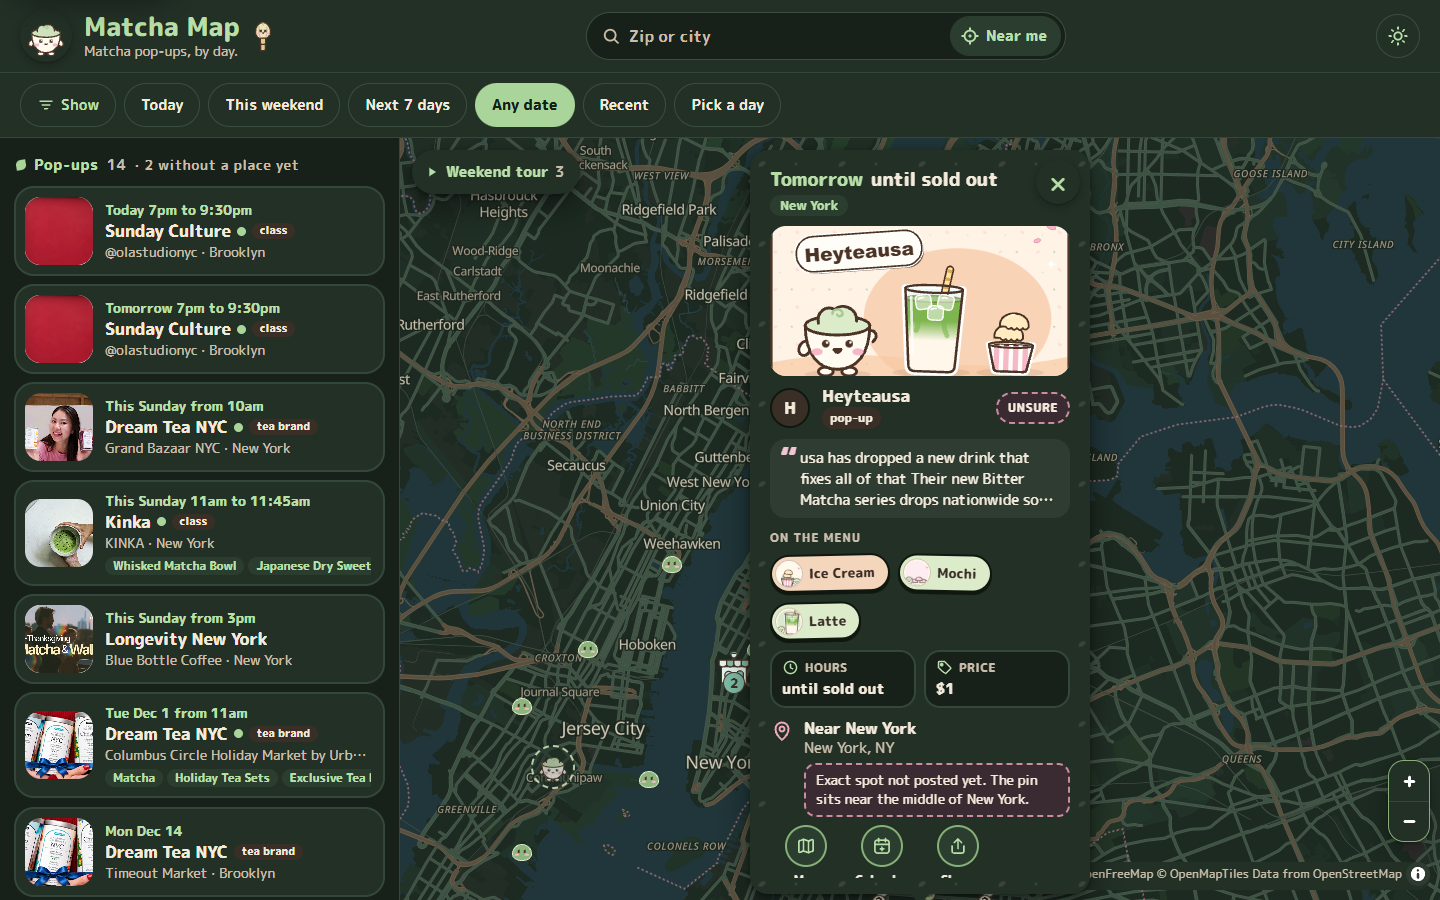 Matcha Map
Matcha pop-ups, by day.
Zip or city
Near me
Show
Today
This weekend
Next 7 days
Any date
Recent
Pick a day
Pop-ups 14 · 2 without a place yet
Today 7pm to 9:30pm
Sunday Culture class
@olastudionyc · Brooklyn
Tomorrow 7pm to 9:30pm
Sunday Culture class
@olastudionyc · Brooklyn
This Sunday from 10am
Dream Tea NYC tea brand
Grand Bazaar NYC · New York
This Sunday 11am to 11:45am
Kinka class
KINKA · New York
Whisked Matcha Bowl Japanese Dry Sweet
This Sunday from 3pm
Longevity New York
Blue Bottle Coffee · New York
Thanksgiving
Tue Dec 1 from 11am
Dream Tea NYC tea brand
Columbus Circle Holiday Market by Urb···
Matcha Holiday Tea Sets Exclusive Tea
Mon Dec 14
Dream Tea NYC tea brand
Timeout Market · Brooklyn
Weekend tour 3
South
WEST VIEW
Hasbrouck
Heights
Ridgefield Park
Wood-Ridge
Carlstadt
Moonachie
East Rutherford
Rutherford
Ridgefield
BABBITT
North Bergen
NORTH END
BUSINESS DISTRICT
Secaucus
West New Yo
Union City
Weehawken
Hoboken
CROXTON
Journal Square
Jersey City
2
New Yor
GREENVILLE
COLONELS ROW
Tomorrow until sold out
New York
Heyteausa
H
Heyteausa
pop-up
UNSURE
usa has dropped a new drink that
fixes all of that Their new Bitter
Matcha series drops nationwide so···
ON THE MENU
Ice Cream
Mochi
Latte
HOURS
until sold out
PRICE
$1
Near New York
New York, NY
Exact spot not posted yet. The pin
sits near the middle of New York.
GOOSE ISLAND
CITY ISLAND
BRONX
QUEENS
+
−
enFreeMap © OpenMapTiles Data from OpenStreetMap